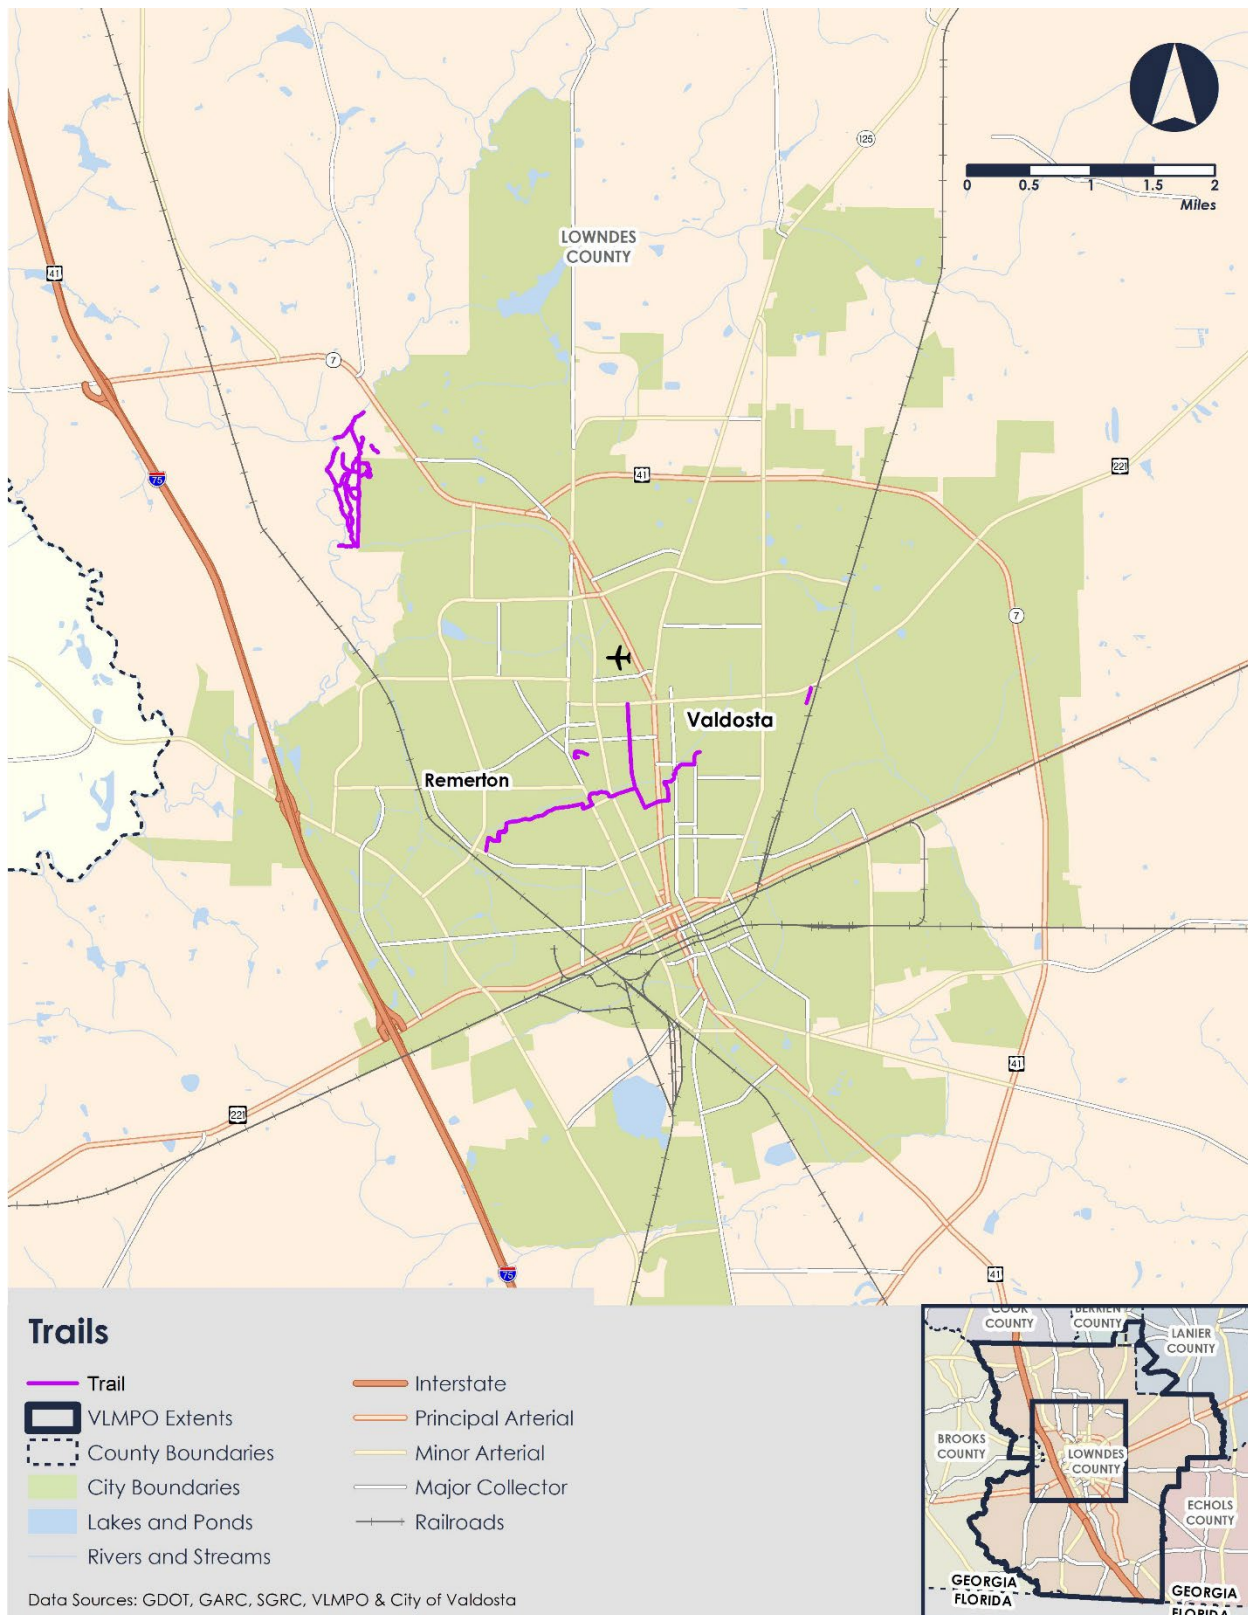 125
0 0.5 1 1.5 2
Miles
LOWNDES
COUNTY
41
7
221
41
75
7
Valdosta
Remerton
41
221
41
75
Trails
Trail
VLMPO Extents
County Boundaries
City Boundaries
Lakes and Ponds
Rivers and Streams
Interstate
Principal Arterial
Minor Arterial
Major Collector
Railroads
Data Sources: GDOT, GARC, SGRC, VLMPO & City of Valdosta
COOK
COUNTY
BERRIEN
COUNTY
LANIER
COUNTY
BROOKS
COUNTY
LOWNDES
COUNTY
ECHOLS
COUNTY
GEORGIA
FLORIDA
GEORGIA
FLORIDA